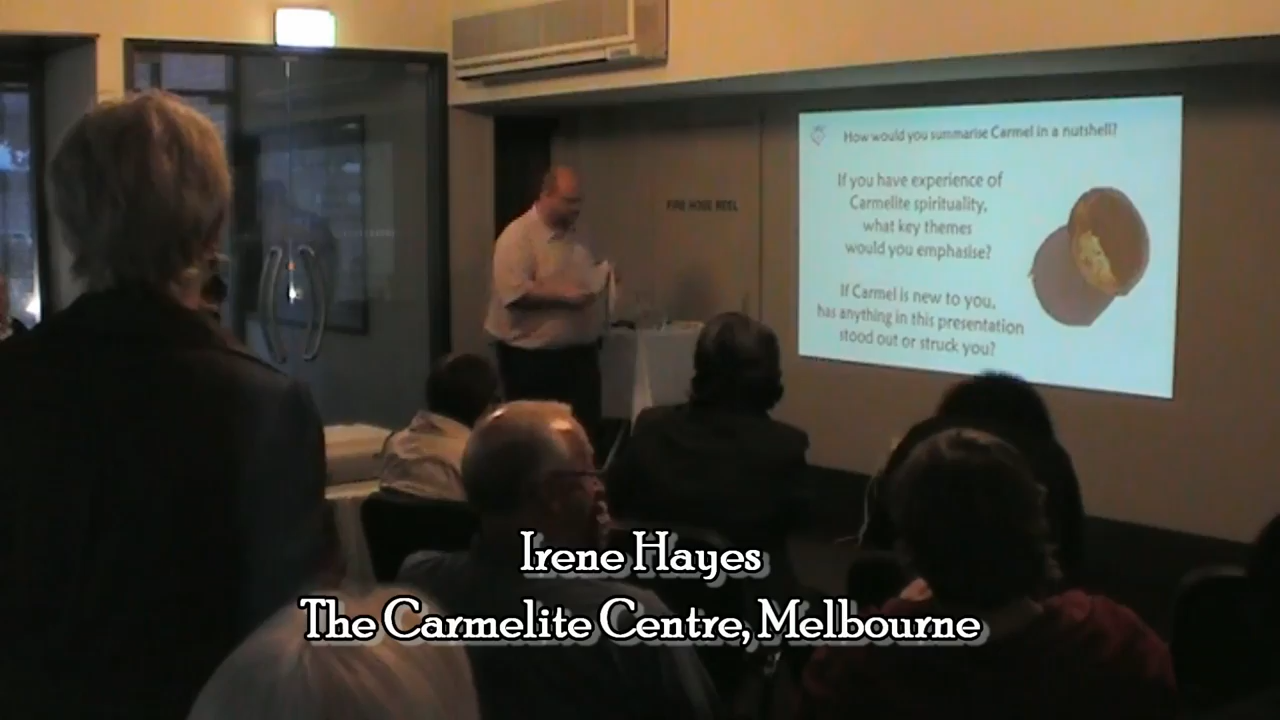 How would you summarise Carmel in a nutshell?
If you have experience of
Carmelite spirituality,
what key themes
would you emphasise?
If Carmel is new to you,
has anything in this presentation
stood out or struck you?
FIRE HOSE REEL
Irene Hayes
The Carmelite Centre, Melbourne